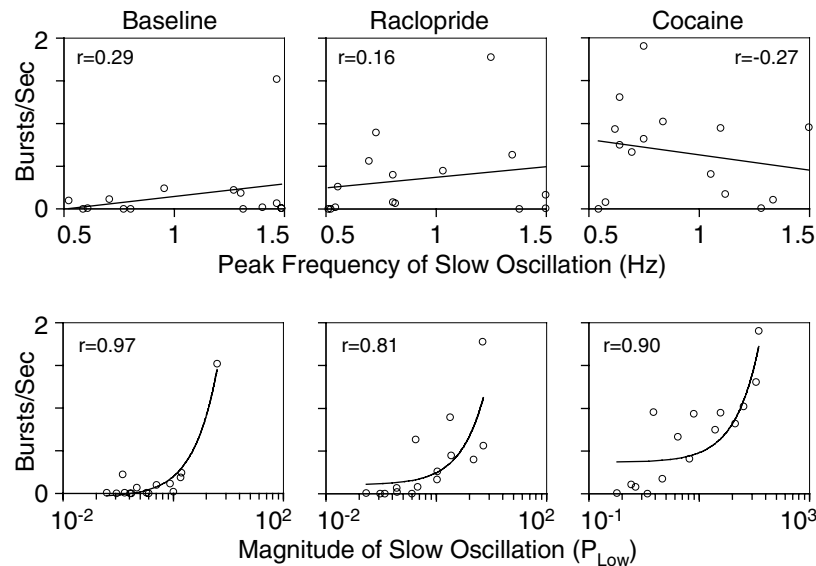 Baseline Raclopride Cocaine
2
r=0.29 r=0.16 r=-0.27
Bursts/Sec
0
0.5 1 1.5 0.5 1 1.5 0.5 1 1.5
Peak Frequency of Slow Oscillation (Hz)
2
r=0.97 r=0.81 r=0.90
Bursts/Sec
0
10-2 102 10-2 102 10-1 103
Magnitude of Slow Oscillation (PLow)